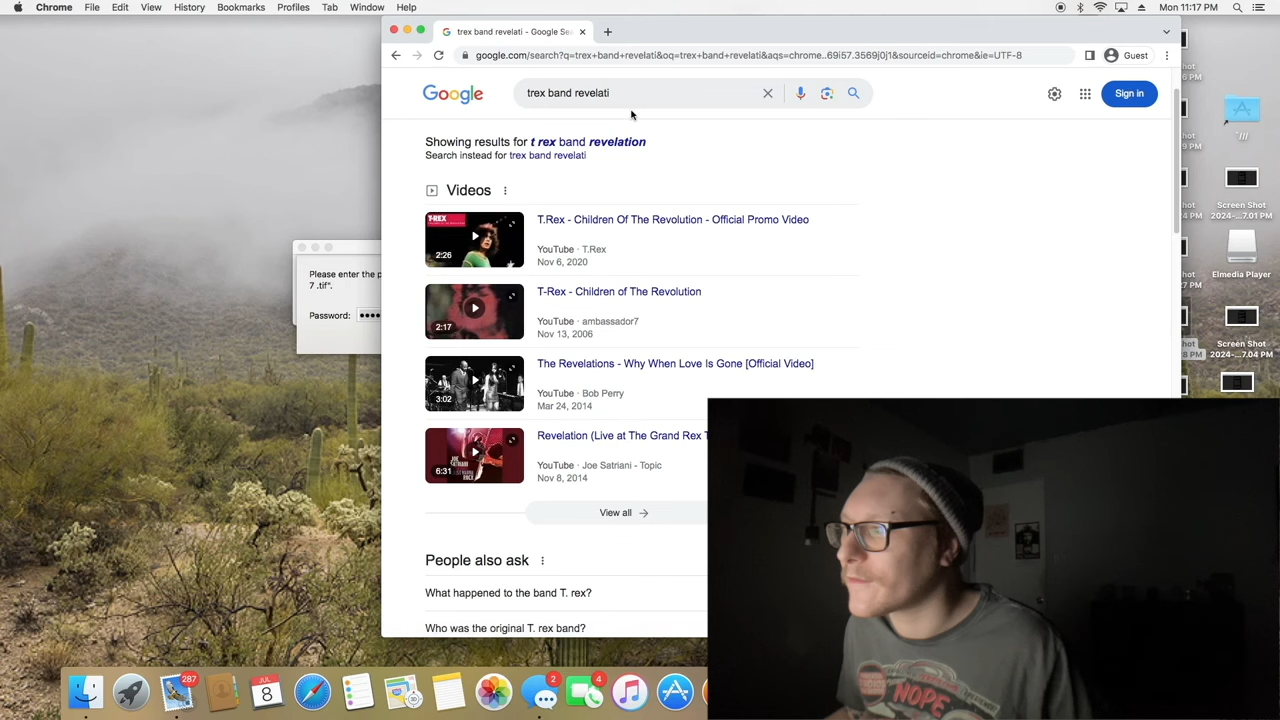 Chrome File Edit View History Bookmarks Profiles Tab Window Help
Mon 11:17 PM
trex band revelati - Google Se
google.com/search?q=trex+band+revelati&oq=trex+band+revelati&aqs=chrome..69i57.3569j0j1&sourceid=chrome&ie=UTF-8
Guest
Google
trex band revelati
Sign in
Showing results for t rex band revelation
Search instead for trex band revelati
Videos
T.REX
2:26
T.Rex - Children Of The Revolution - Official Promo Video
YouTube · T.Rex
Nov 6, 2020
2:17
T-Rex - Children of The Revolution
YouTube · ambassador7
Nov 13, 2006
3:02
The Revelations - Why When Love Is Gone [Official Video]
YouTube · Bob Perry
Mar 24, 2014
JOE SATRIANI
6:31
Revelation (Live at The Grand Rex T
YouTube · Joe Satriani - Topic
Nov 8, 2014
View all
People also ask
What happened to the band T. rex?
Who was the original T. rex band?
Please enter the p
7 .tif".
Password:
~///
Screen Shot
2024-...7.01 PM
Elmedia Player
Screen Shot
2024-...7.04 PM
287
JUL
8
2
4
NOPE